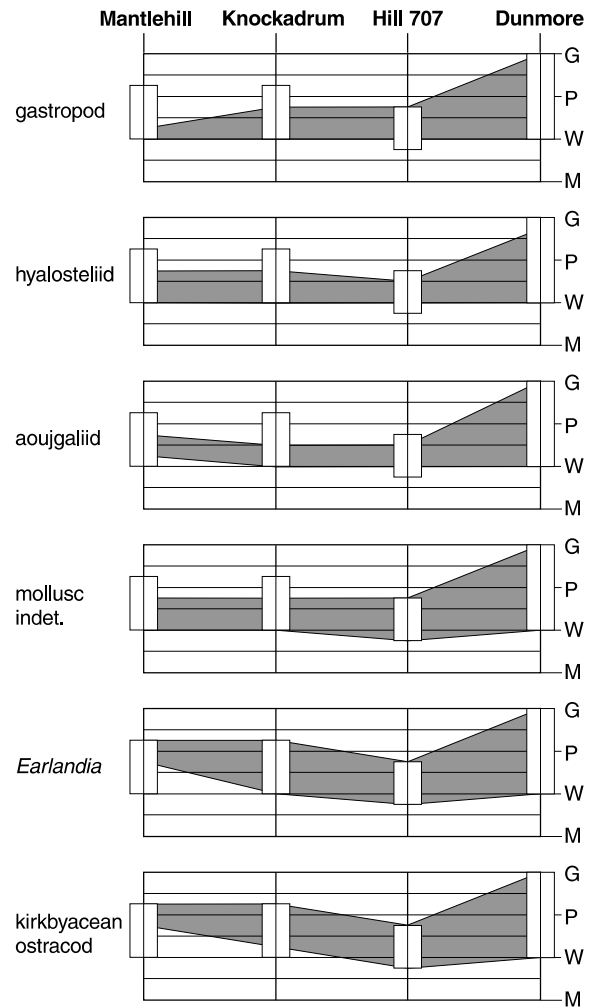 Mantlehill Knockadrum Hill 707 Dunmore
gastropod
G
P
W
M
hyalosteliid
G
P
W
M
aoujgaliid
G
P
W
M
mollusc
indet.
G
P
W
M
Earlandia
G
P
W
M
kirkbyacean
ostracod
G
P
W
M